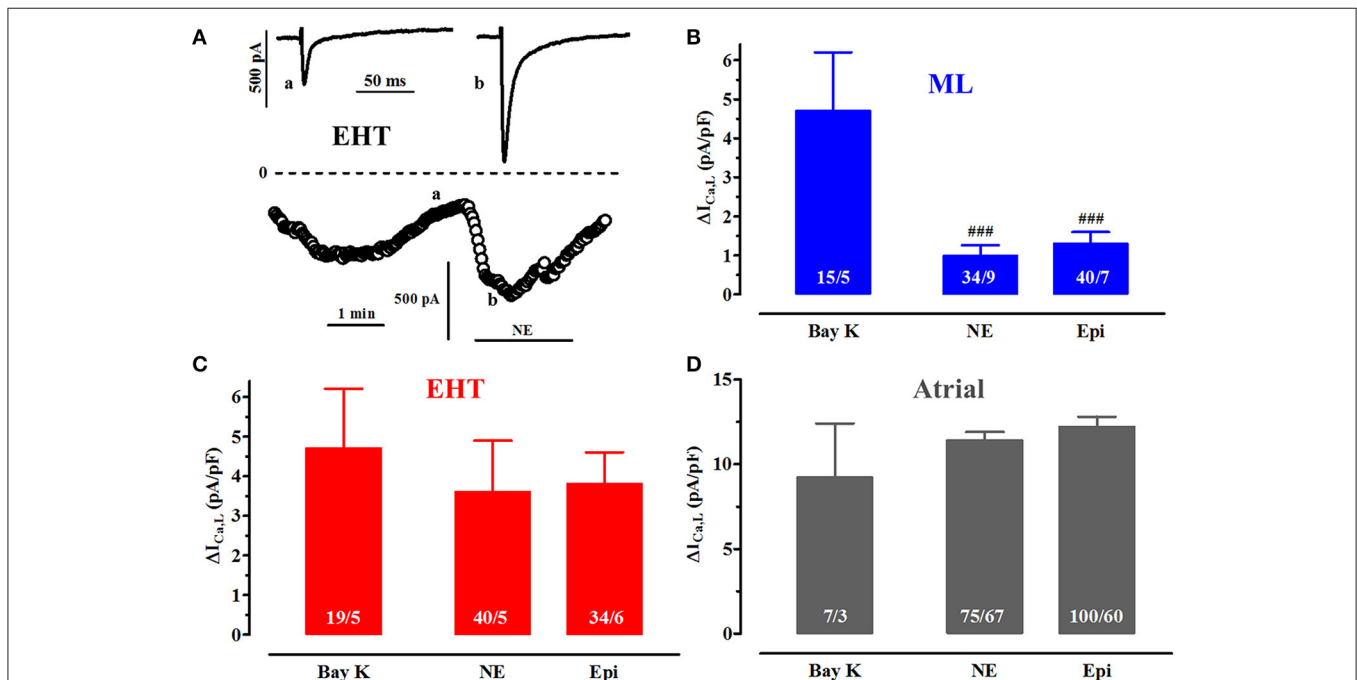 A
500 pA
a
50 ms
b
EHT
0
a
b
500 pA
1 min
NE
B
ML
ΔI_Ca,L (pA/pF)
6
5
4
3
2
1
0
###
###
15/5
34/9
40/7
Bay K NE Epi
C
EHT
ΔI_Ca,L (pA/pF)
6
5
4
3
2
1
0
19/5
40/5
34/6
Bay K NE Epi
D
Atrial
ΔI_Ca,L (pA/pF)
15
10
5
0
7/3
75/67
100/60
Bay K NE Epi